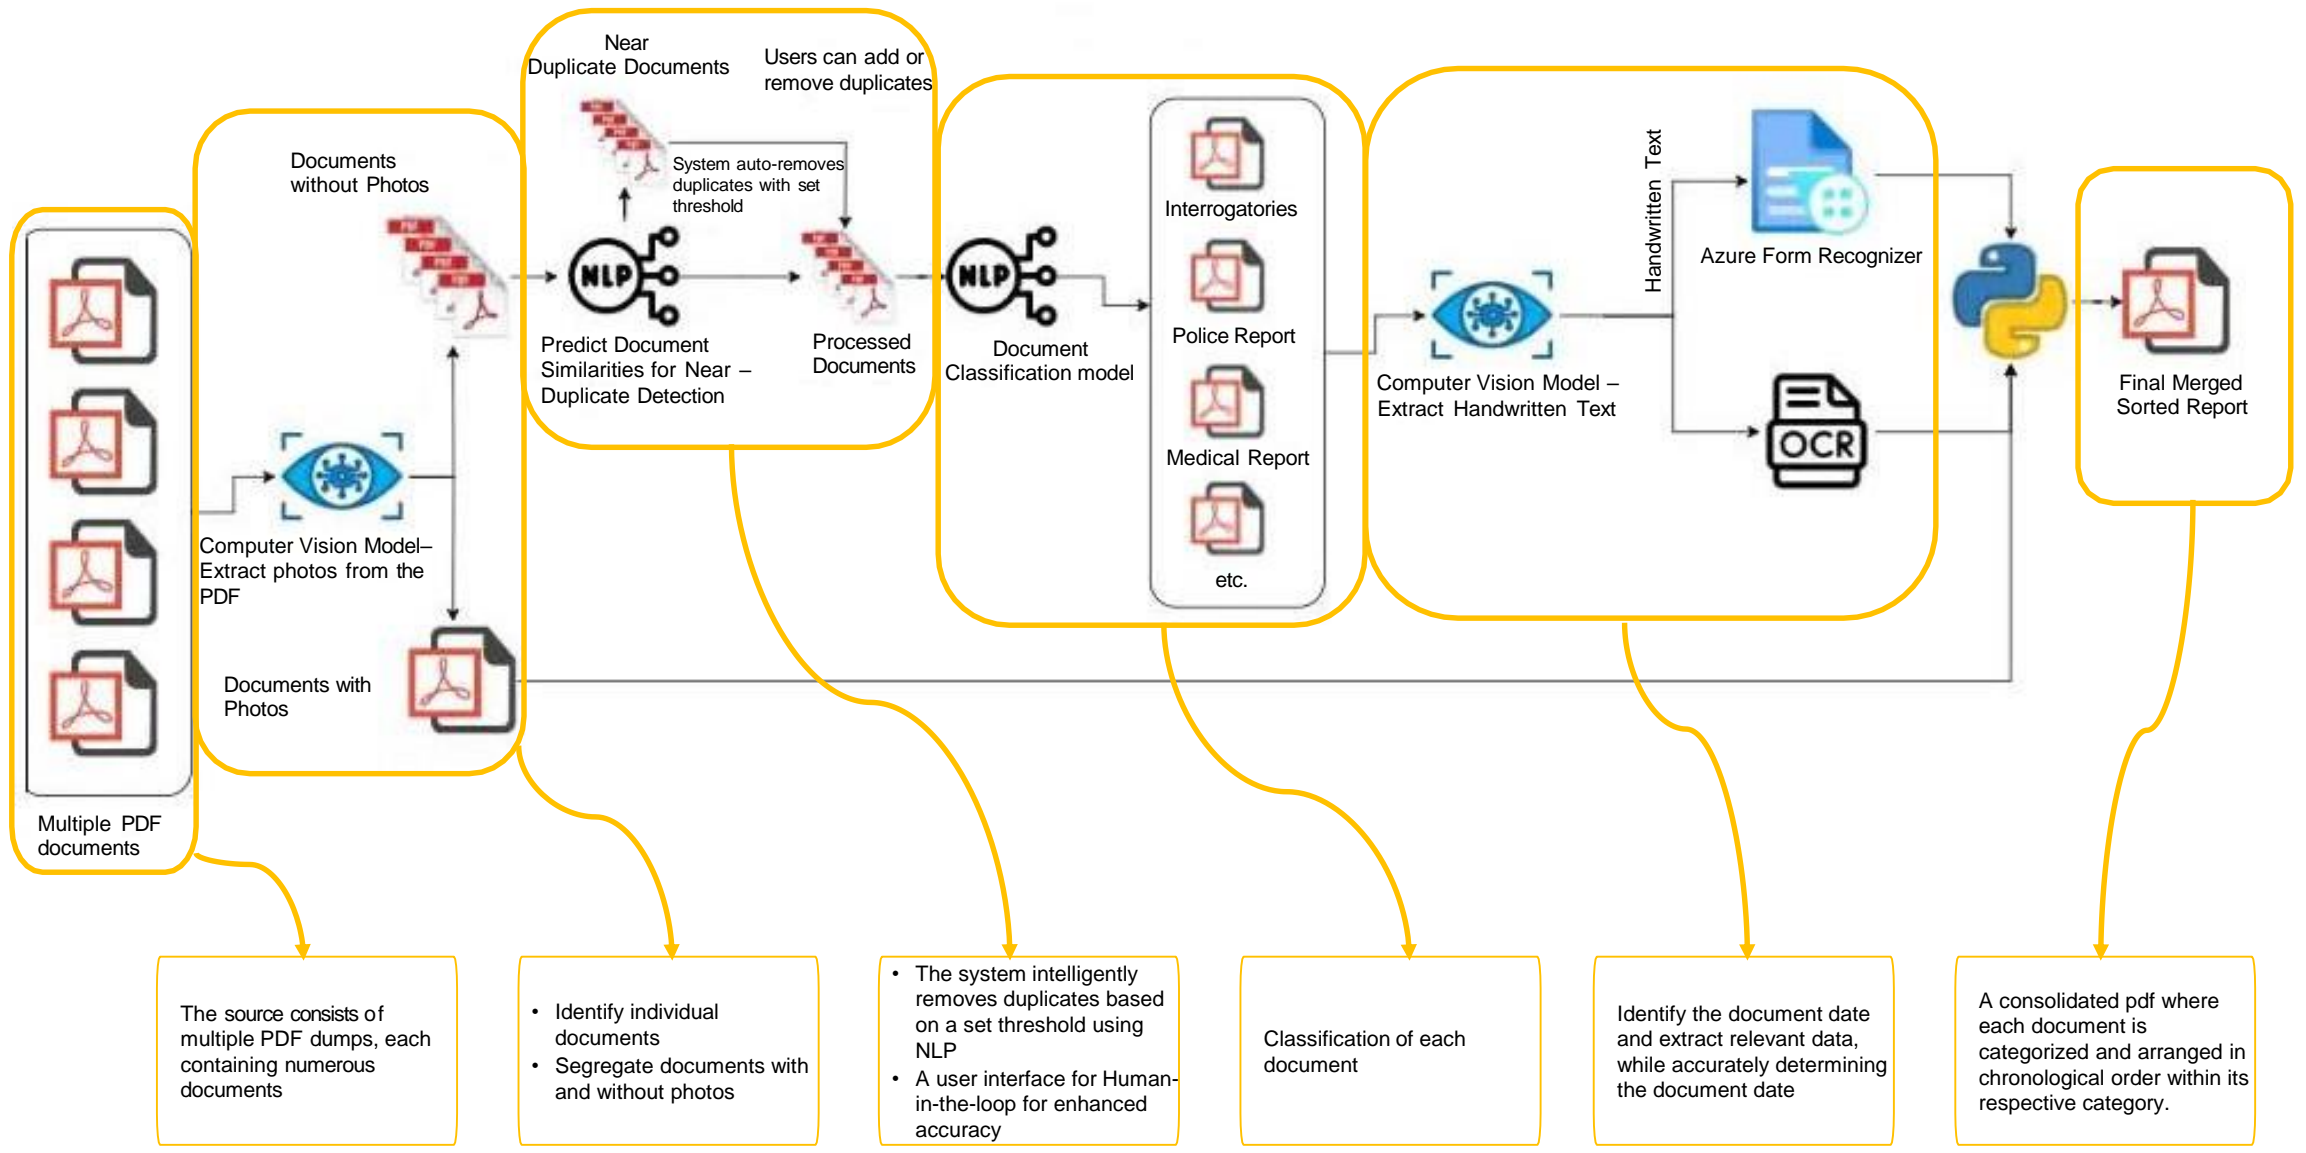 Near
Duplicate Documents
Users can add or
remove duplicates
Documents
without Photos
System auto-removes
duplicates with set
threshold
NLP
Predict Document
Similarities for Near –
Duplicate Detection
Processed
Documents
NLP
Document
Classification model
Interrogatories
Police Report
Medical Report
etc.
Computer Vision Model –
Extract Handwritten Text
Handwritten Text
Azure Form Recognizer
OCR
Final Merged
Sorted Report
Computer Vision Model–
Extract photos from the
PDF
Documents with
Photos
Multiple PDF
documents
The source consists of
multiple PDF dumps, each
containing numerous
documents
• Identify individual
documents
• Segregate documents with
and without photos
• The system intelligently
removes duplicates based
on a set threshold using
NLP
• A user interface for Human-
in-the-loop for enhanced
accuracy
Classification of each
document
Identify the document date
and extract relevant data,
while accurately determining
the document date
A consolidated pdf where
each document is
categorized and arranged in
chronological order within its
respective category.